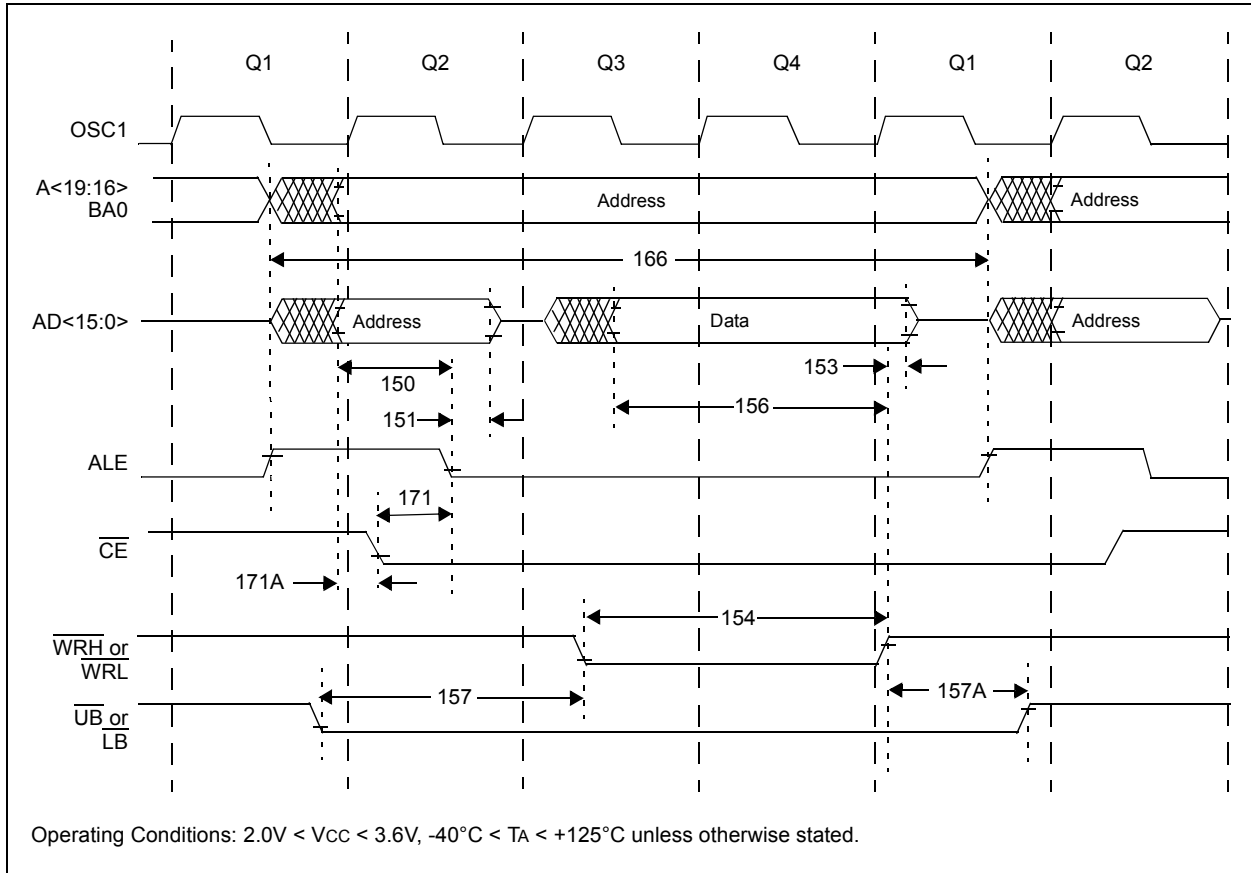 Q1 Q2 Q3 Q4 Q1 Q2
OSC1
A<19:16>
BA0
Address
Address
166
AD<15:0>
Address
Data
Address
150
153
151
156
ALE
171
CE
171A
154
WRH or
WRL
157
157A
UB or
LB
Operating Conditions: 2.0V < VCC < 3.6V, -40°C < TA < +125°C unless otherwise stated.